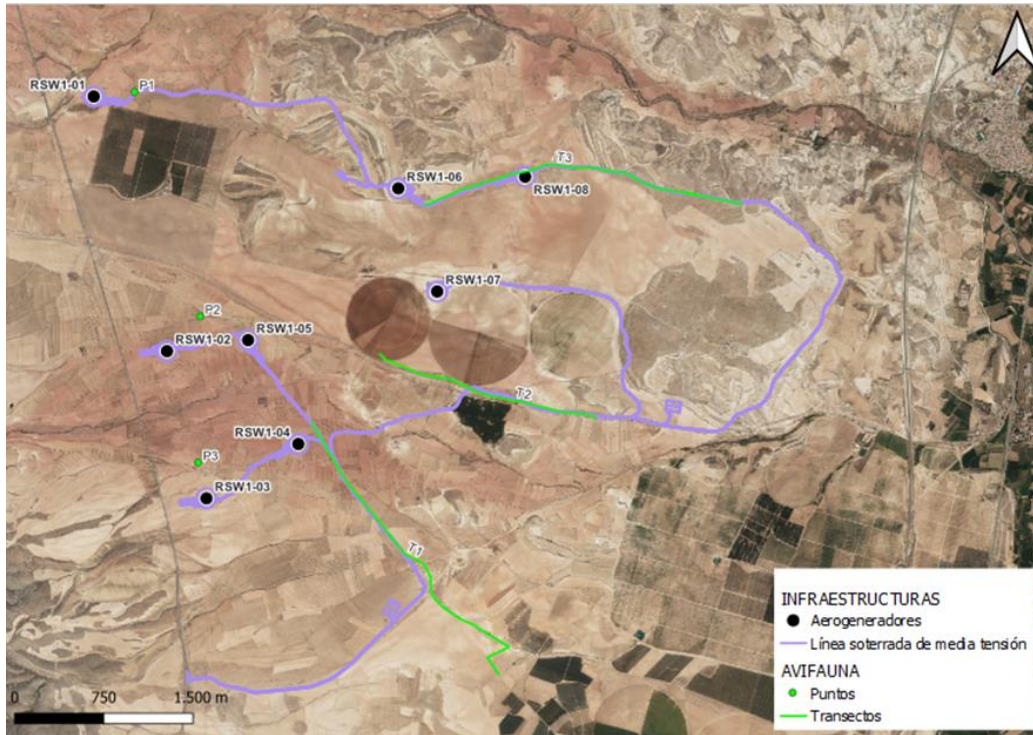 RSW1-01
P1
T3
RSW1-06
RSW1-08
RSW1-07
P2
RSW1-05
RSW1-02
T2
RSW1-04
P3
RSW1-03
T1
0 750 1.500 m
INFRAESTRUCTURAS
Aerogeneradores
Línea soterrada de media tensión
AVIFAUNA
Puntos
Transectos